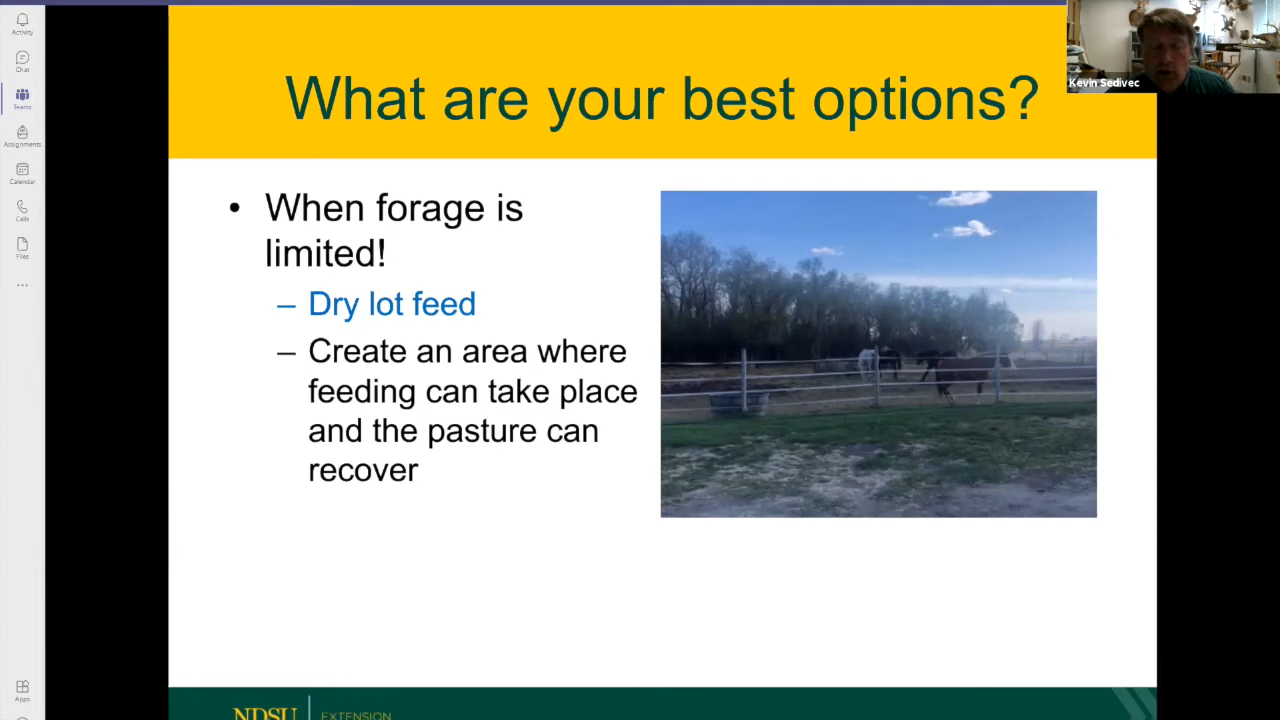 Activity
Chat
Teams
Assignments
Calendar
Calls
Files
...
Apps
What are your best options?
Kevin Sedivec
• When forage is
limited!
– Dry lot feed
– Create an area where
feeding can take place
and the pasture can
recover
NDSU
EXTENSION